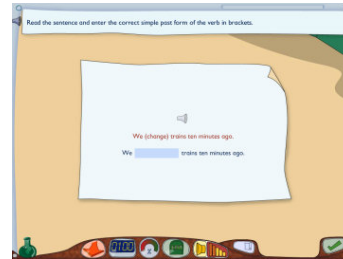 Read the sentence and enter the correct simple past form of the verb in brackets.
We (change) trains ten minutes ago.
We trains ten minutes ago.